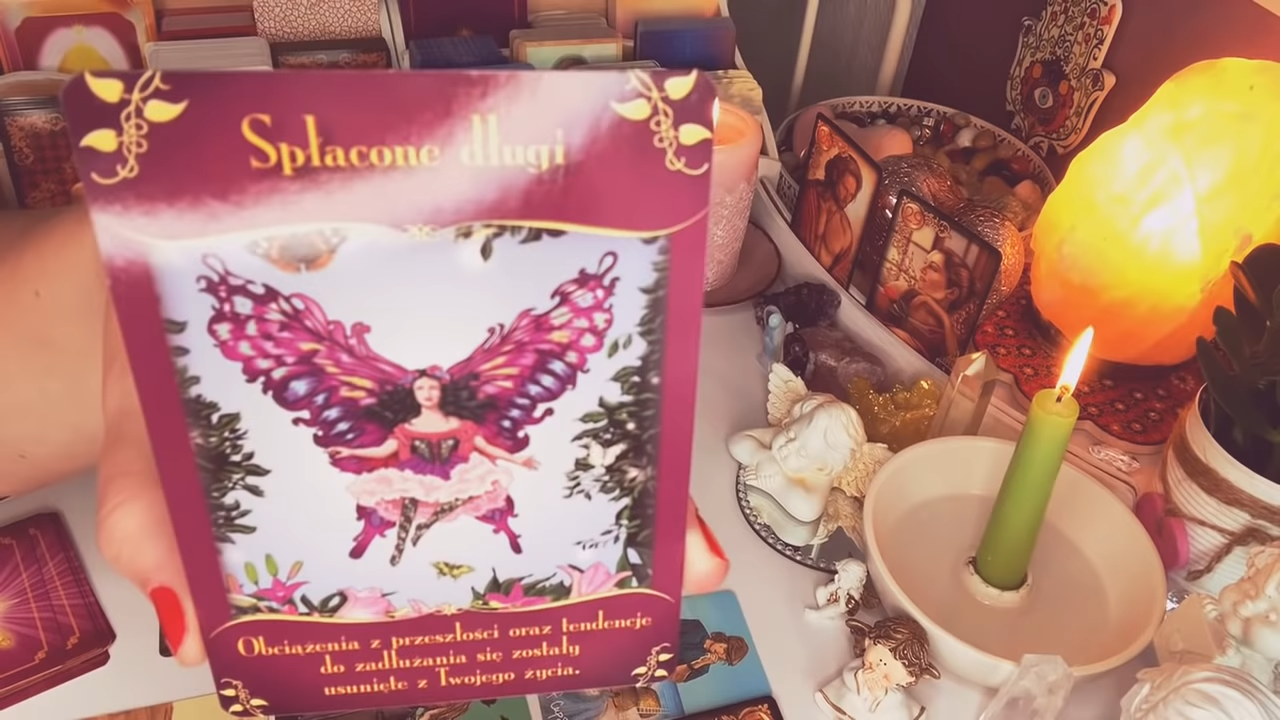 Spłacone długi
Obciążenia z przeszłości oraz tendencje
do zadłużania się zostały
usunięte z Twojego życia.